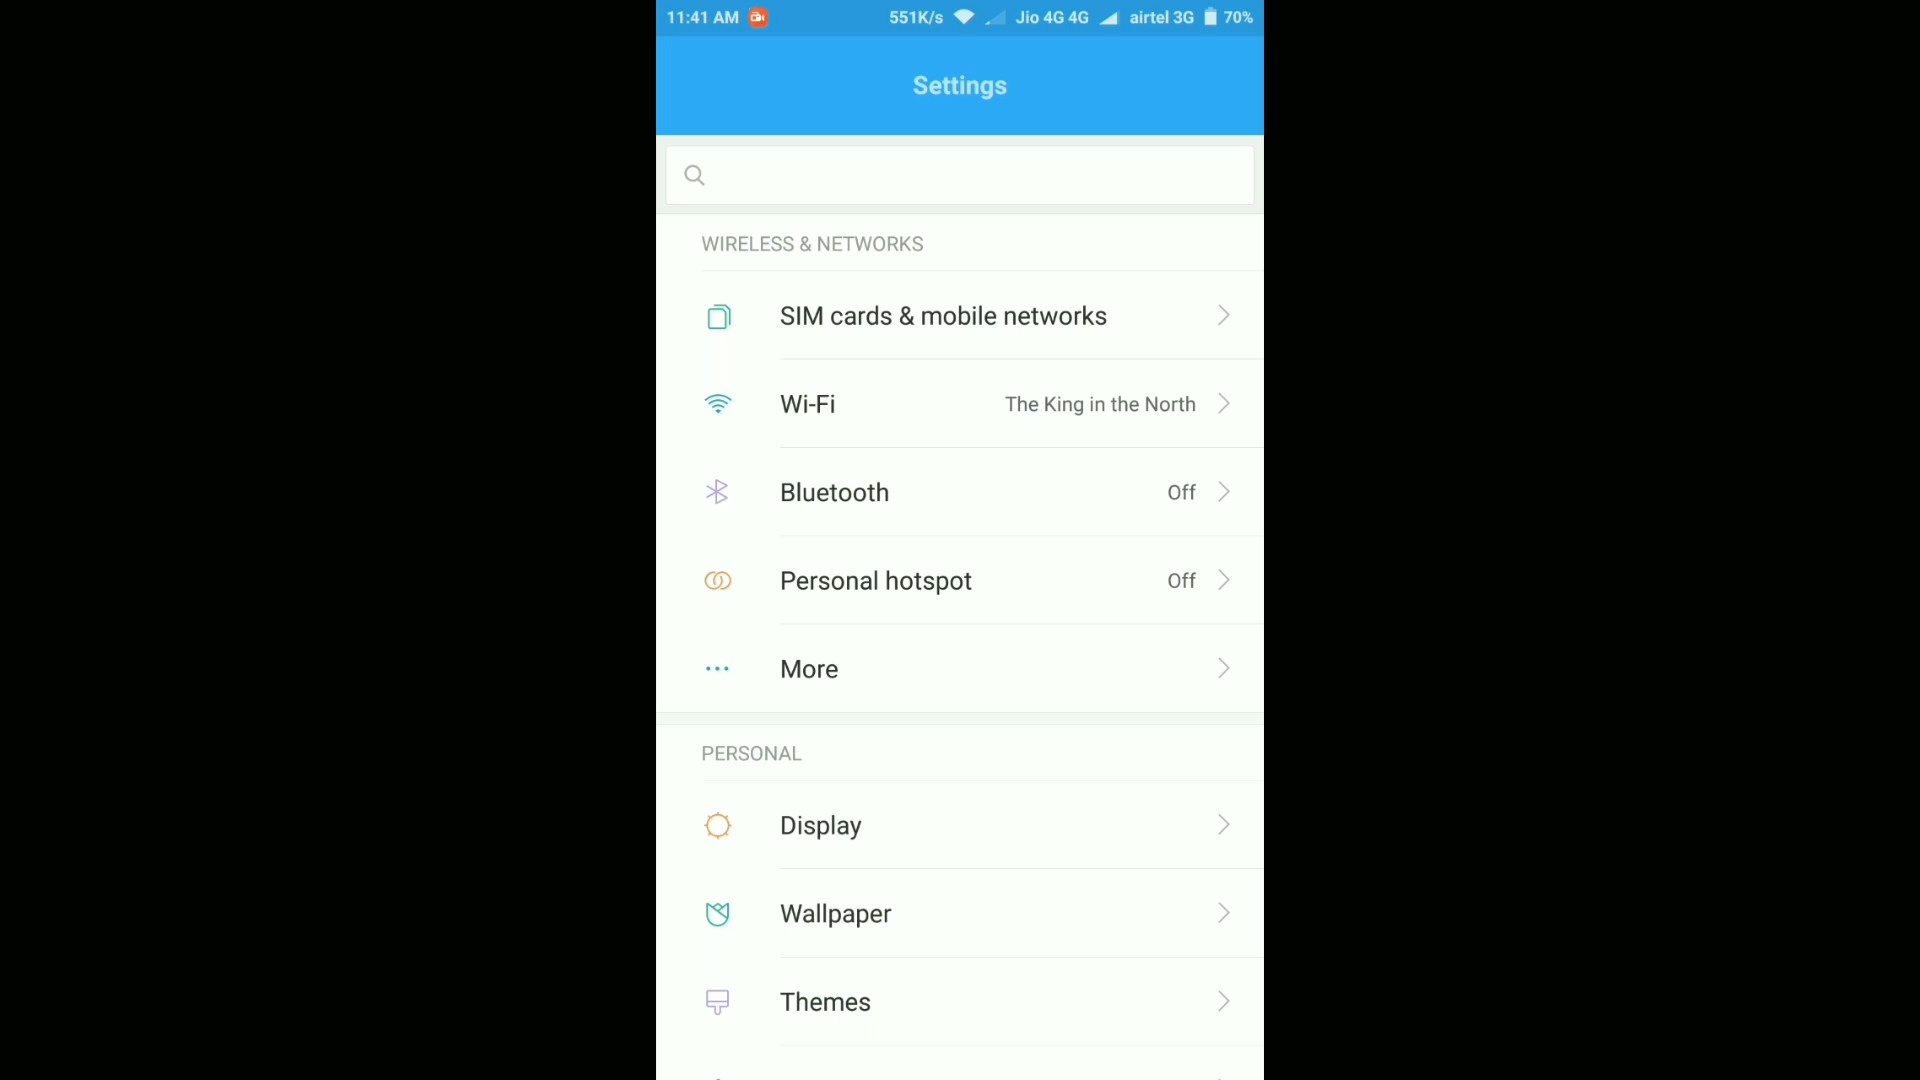 11:41 AM 551K/s Jio 4G 4G airtel 3G 70%
Settings
WIRELESS & NETWORKS
SIM cards & mobile networks
Wi-Fi The King in the North
Bluetooth Off
Personal hotspot Off
More
PERSONAL
Display
Wallpaper
Themes